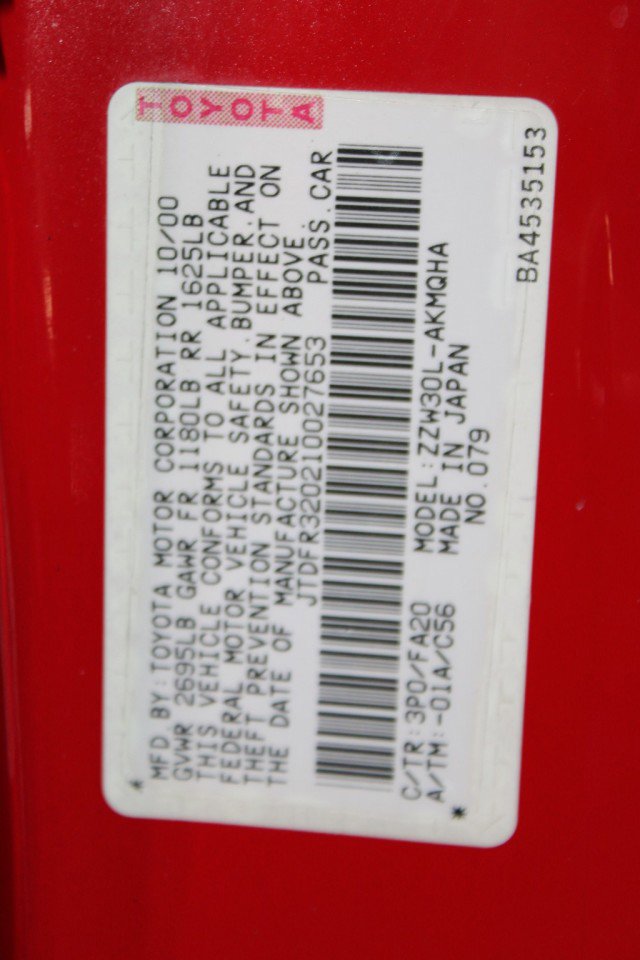 TOYOTA
MFD BY:TOYOTA MOTOR CORPORATION 10/00
GVWR 2695LB GAWR FR 1180LB RR 1625LB
THIS VEHICLE CONFORMS TO ALL APPLICABLE
FEDERAL MOTOR VEHICLE SAFETY.BUMPER.AND
THEFT PREVENTION STANDARDS IN EFFECT ON
THE DATE OF MANUFACTURE SHOWN ABOVE.
JTDFR320210027653 PASS.CAR
C/TR:3P0/FA20 MODEL:ZZW30L-AKMQHA
A/TM:-01A/C56 MADE IN JAPAN
NO.079
BA4535153